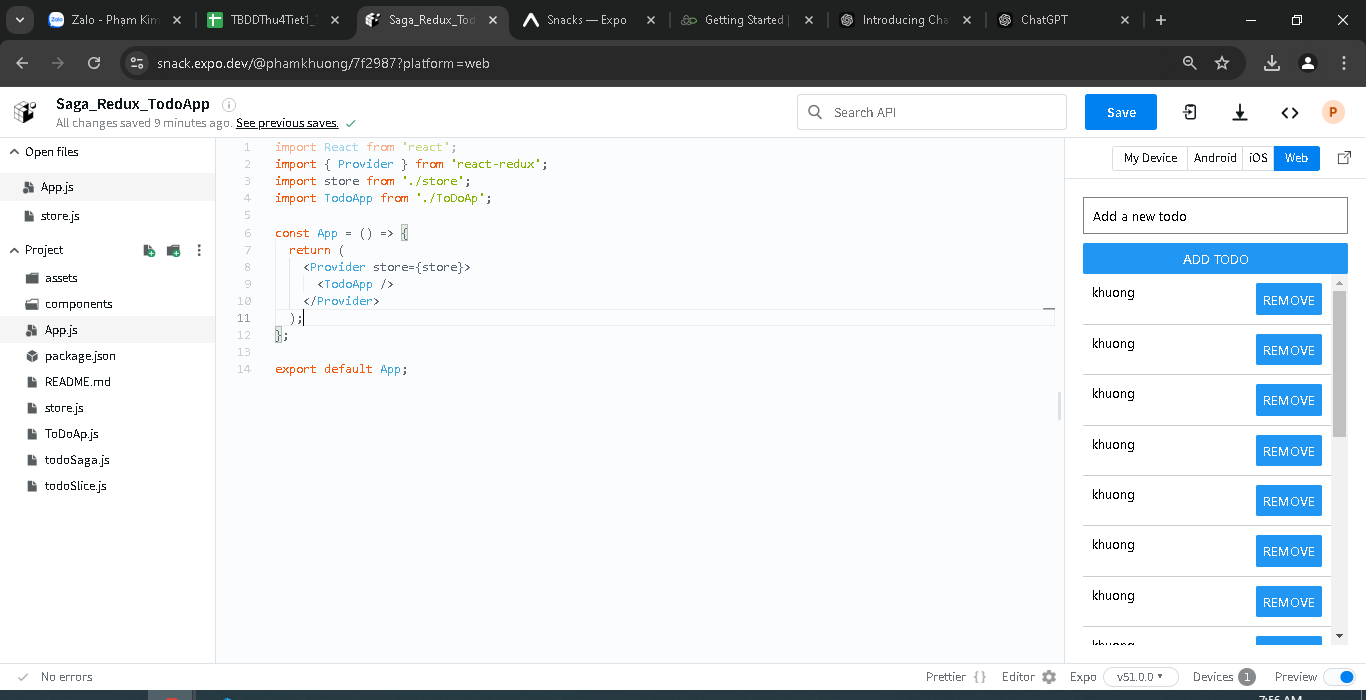 Zalo - Phạm Kim
TBDDThu4Tiet1_
Saga_Redux_Tod
Snacks — Expo
Getting Started |
Introducing Cha
ChatGPT
snack.expo.dev/@phamkhuong/7f2987?platform=web
Saga_Redux_TodoApp
All changes saved 9 minutes ago. See previous saves.
Search API
Save
P
Open files
App.js
store.js
Project
assets
components
App.js
package.json
README.md
store.js
ToDoAp.js
todoSaga.js
todoSlice.js
1 import React from 'react';
2 import { Provider } from 'react-redux';
3 import store from './store';
4 import TodoApp from './ToDoAp';
5
6 const App = () => {
7 return (
8 <Provider store={store}>
9 <TodoApp />
10 </Provider>
11 );
12 };
13
14 export default App;
My Device Android iOS Web
Add a new todo
ADD TODO
khuong REMOVE
khuong REMOVE
khuong REMOVE
khuong REMOVE
khuong REMOVE
khuong REMOVE
khuong REMOVE
khuong
No errors
Prettier {} Editor Expo v51.0.0 Devices 1 Preview
7:56 AM